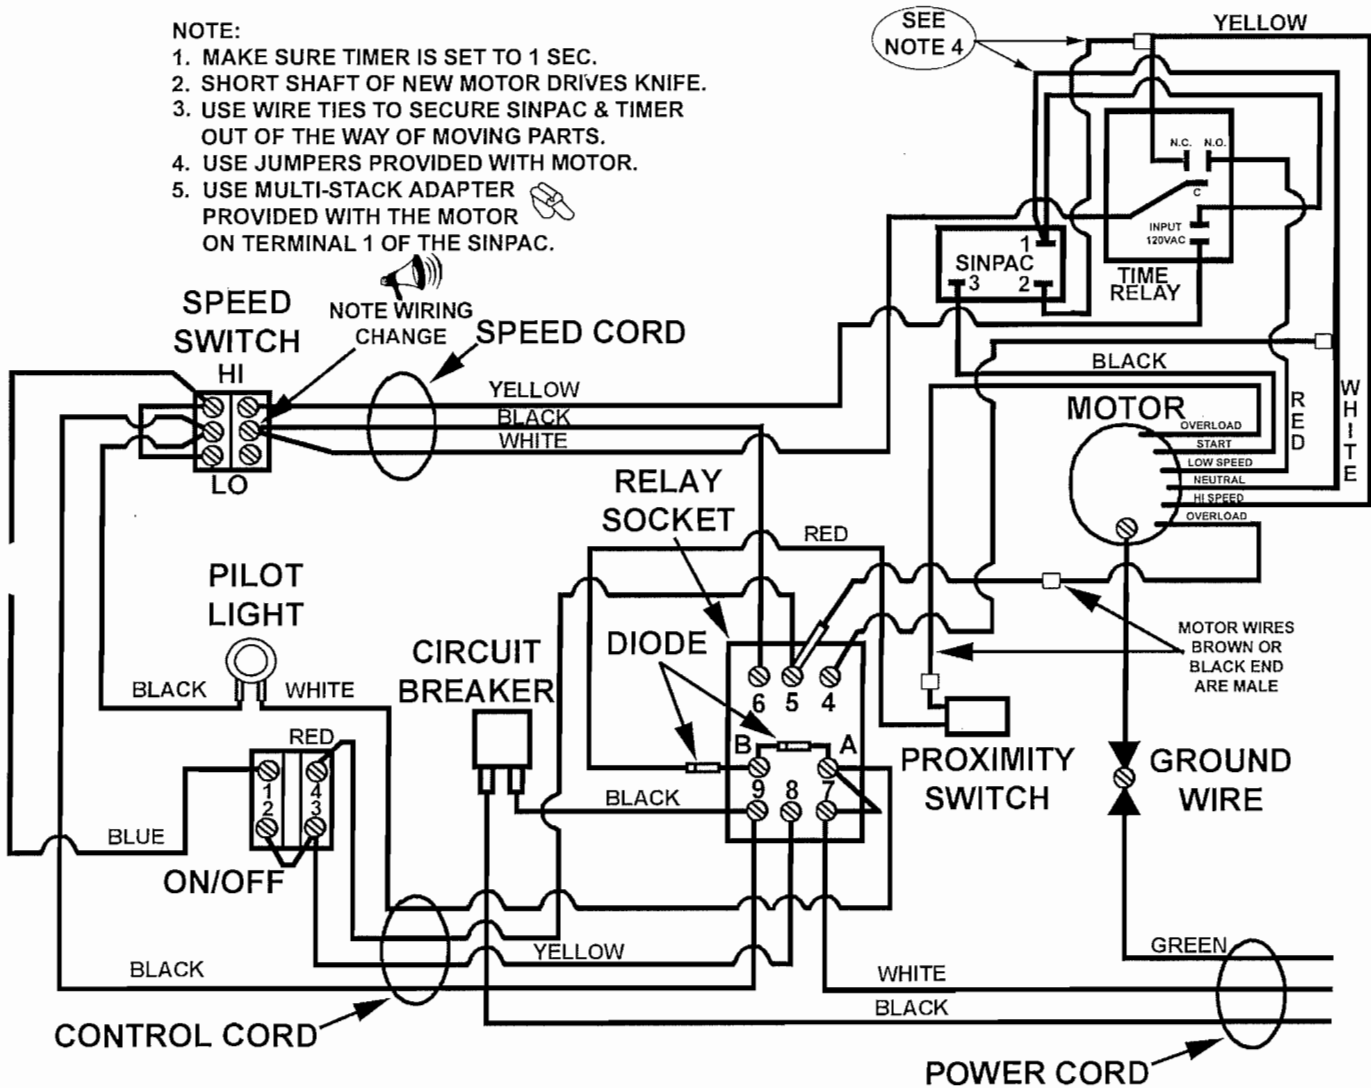 NOTE:
1. MAKE SURE TIMER IS SET TO 1 SEC.
2. SHORT SHAFT OF NEW MOTOR DRIVES KNIFE.
3. USE WIRE TIES TO SECURE SINPAC & TIMER
OUT OF THE WAY OF MOVING PARTS.
4. USE JUMPERS PROVIDED WITH MOTOR.
5. USE MULTI-STACK ADAPTER
PROVIDED WITH THE MOTOR
ON TERMINAL 1 OF THE SINPAC.
SEE
NOTE 4
YELLOW
N.C. N.O.
C
INPUT
120VAC
TIME
RELAY
1
SINPAC
3 2
SPEED
SWITCH
HI
LO
NOTE WIRING
CHANGE
SPEED CORD
YELLOW
BLACK
WHITE
BLACK
RED
WHITE
MOTOR
OVERLOAD
START
LOW SPEED
NEUTRAL
HI SPEED
OVERLOAD
RELAY
SOCKET
RED
PILOT
LIGHT
BLACK WHITE
CIRCUIT
BREAKER
DIODE
6 5 4
B A
9 8 7
MOTOR WIRES
BROWN OR
BLACK END
ARE MALE
PROXIMITY
SWITCH
GROUND
WIRE
RED
1 4
2 3
BLUE
ON/OFF
BLACK
YELLOW
BLACK
CONTROL CORD
GREEN
WHITE
BLACK
POWER CORD